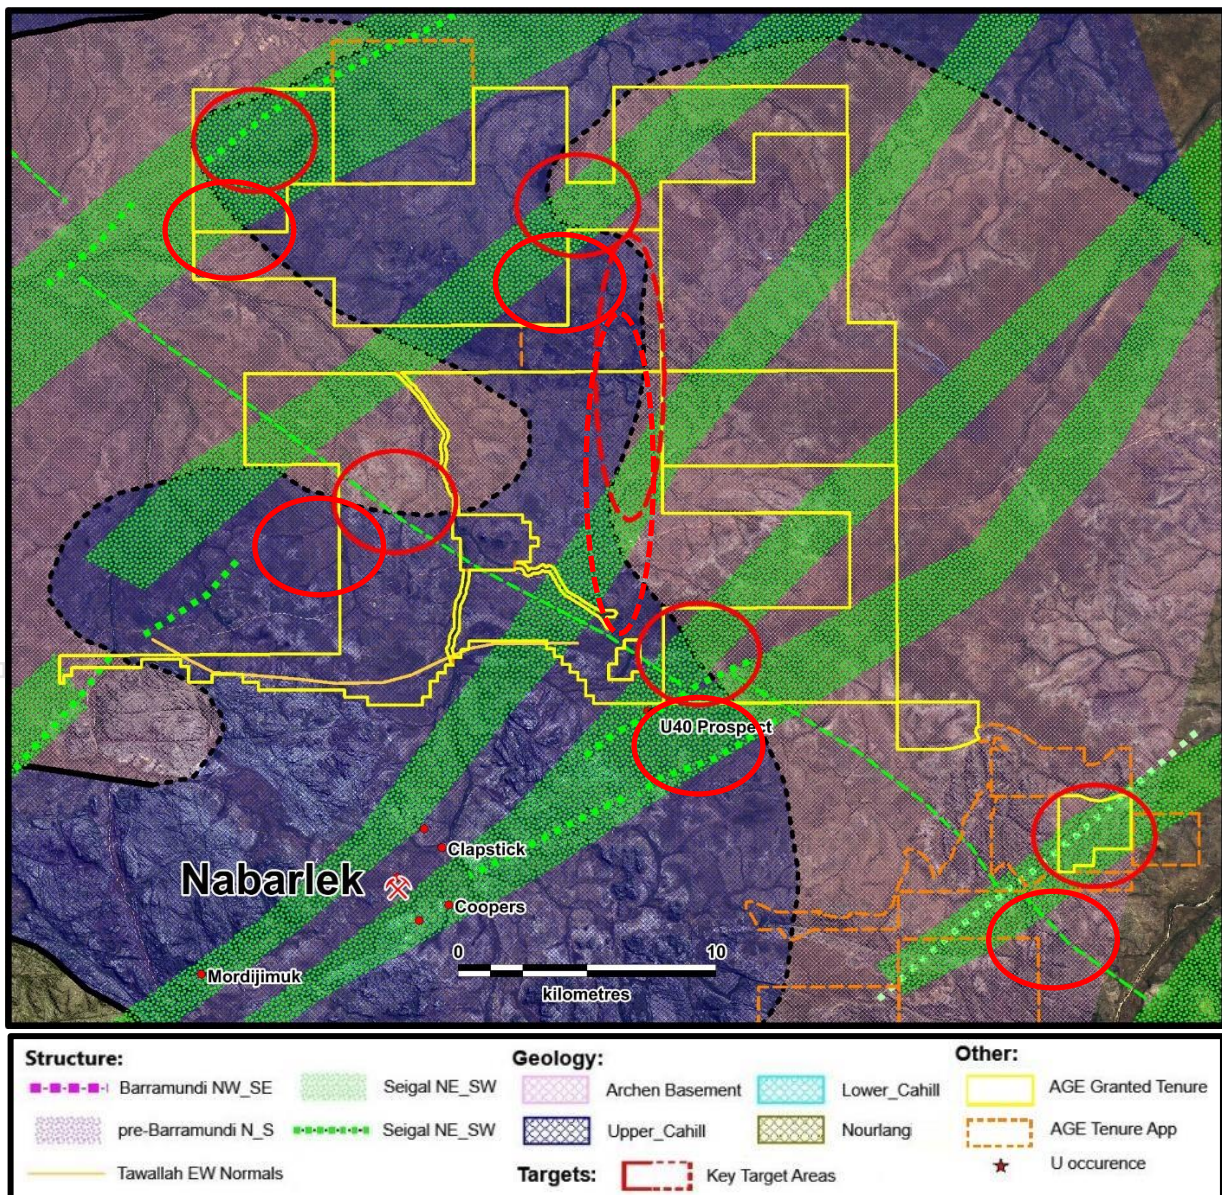 U40 Prospect
Clapstick
Nabarlek
Coopers
Mordijimuk
0 10
kilometres
Structure:
Barramundi NW_SE
Seigal NE_SW
pre-Barramundi N_S
Seigal NE_SW
Tawallah EW Normals
Geology:
Archen Basement
Lower_Cahill
Upper_Cahill
Nourlangi
Targets:
Key Target Areas
Other:
AGE Granted Tenure
AGE Tenure App
U occurence